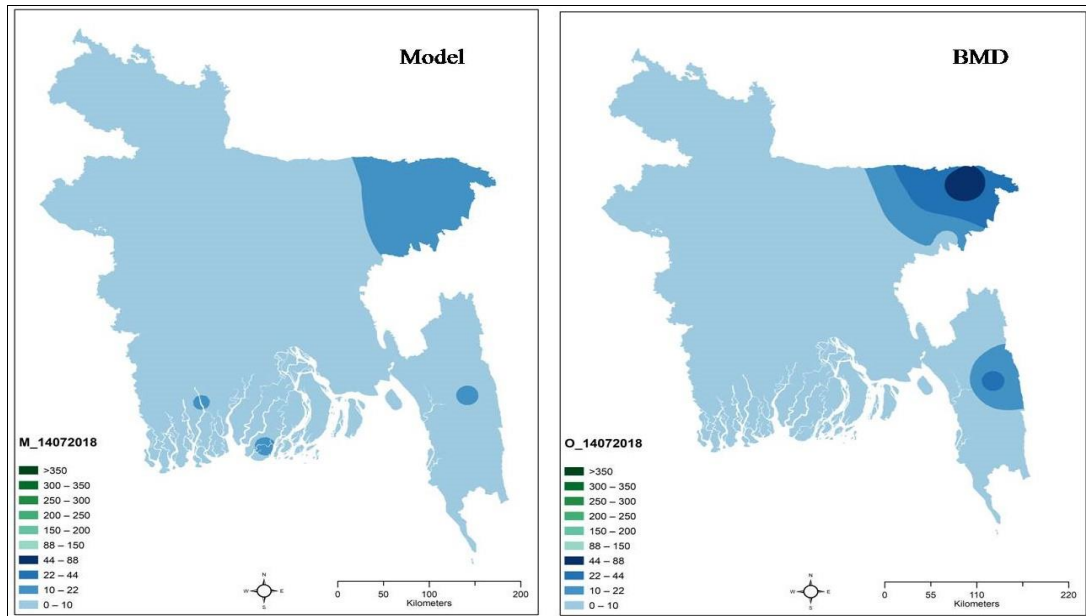 Model
M_14072018
>350
300 – 350
250 – 300
200 – 250
150 – 200
88 – 150
44 – 88
22 – 44
10 – 22
0 – 10
N
W E
S
0 50 100 200
Kilometers
BMD
O_14072018
>350
300 – 350
250 – 300
200 – 250
150 – 200
88 – 150
44 – 88
22 – 44
10 – 22
0 – 10
N
W E
S
0 55 110 220
Kilometers